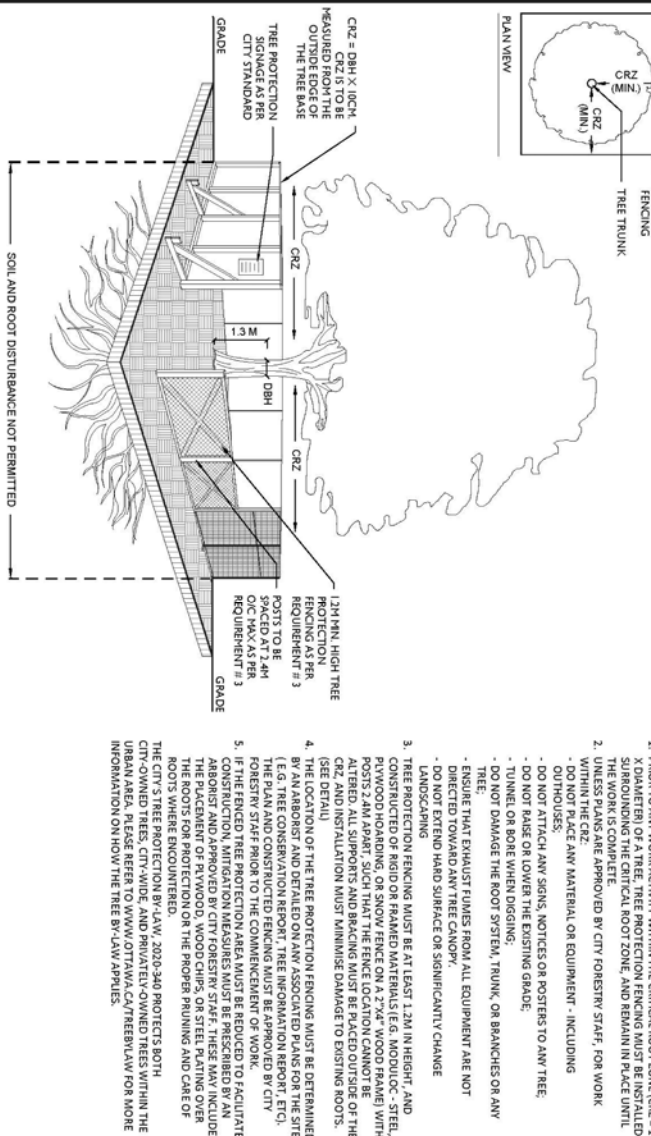 PLAN VIEW
CRZ
(MIN.)
CRZ
(MIN.)
FENCING
TREE TRUNK
CRZ = DBH X 10CM.
CRZ IS TO BE
MEASURED FROM THE
OUTSIDE EDGE OF
THE TREE BASE
TREE PROTECTION
SIGNAGE AS PER
CITY STANDARD
GRADE
CRZ
1.3 M
DBH
CRZ
1.2M MIN. HIGH TREE
PROTECTION
FENCING AS PER
REQUIREMENT # 3
POSTS TO BE
SPACED AT 2.4M
O/C MAX AS PER
REQUIREMENT # 3
GRADE
SOIL AND ROOT DISTURBANCE NOT PERMITTED
X DIAMETER) OF A TREE, TREE PROTECTION FENCING MUST BE INSTALLED
SURROUNDING THE CRITICAL ROOT ZONE, AND REMAIN IN PLACE UNTIL
THE WORK IS COMPLETE.
2. UNLESS PLANS ARE APPROVED BY CITY FORESTRY STAFF, FOR WORK
WITHIN THE CRZ:
- DO NOT PLACE ANY MATERIAL OR EQUIPMENT - INCLUDING
OUTHOUSES;
- DO NOT ATTACH ANY SIGNS, NOTICES OR POSTERS TO ANY TREE;
- DO NOT RAISE OR LOWER THE EXISTING GRADE;
- TUNNEL OR BORE WHEN DIGGING;
- DO NOT DAMAGE THE ROOT SYSTEM, TRUNK, OR BRANCHES OR ANY
TREE;
- ENSURE THAT EXHAUST FUMES FROM ALL EQUIPMENT ARE NOT
DIRECTED TOWARD ANY TREE CANOPY.
- DO NOT EXTEND HARD SURFACE OR SIGNIFICANTLY CHANGE
LANDSCAPING
3. TREE PROTECTION FENCING MUST BE AT LEAST 1.2M IN HEIGHT, AND
CONSTRUCTED OF RIGID OR FRAMED MATERIALS (E.G. MODULOC - STEEL,
PLYWOOD HOARDING, OR SNOW FENCE ON A 2"X4" WOOD FRAME) WITH
POSTS 2.4M APART, SUCH THAT THE FENCE LOCATION CANNOT BE
ALTERED. ALL SUPPORTS AND BRACING MUST BE PLACED OUTSIDE OF THE
CRZ, AND INSTALLATION MUST MINIMISE DAMAGE TO EXISTING ROOTS.
(SEE DETAIL)
4. THE LOCATION OF THE TREE PROTECTION FENCING MUST BE DETERMINED
BY AN ARBORIST AND DETAILED ON ANY ASSOCIATED PLANS FOR THE SITE
( E.G. TREE CONSERVATION REPORT, TREE INFORMATION REPORT, ETC).
THE PLAN AND CONSTRUCTED FENCING MUST BE APPROVED BY CITY
FORESTRY STAFF PRIOR TO THE COMMENCEMENT OF WORK.
5. IF THE FENCED TREE PROTECTION AREA MUST BE REDUCED TO FACILITATE
CONSTRUCTION, MITIGATION MEASURES MUST BE PRESCRIBED BY AN
ARBORIST AND APPROVED BY CITY FORESTRY STAFF. THESE MAY INCLUDE
THE PLACEMENT OF PLYWOOD, WOOD CHIPS, OR STEEL PLATING OVER
THE ROOTS FOR PROTECTION OR THE PROPER PRUNING AND CARE OF
ROOTS WHERE ENCOUNTERED.
THE CITY'S TREE PROTECTION BY-LAW, 2020-340 PROTECTS BOTH
CITY-OWNED TREES, CITY-WIDE, AND PRIVATELY-OWNED TREES WITHIN THE
URBAN AREA. PLEASE REFER TO WWW.OTTAWA.CA/TREEBYLAW FOR MORE
INFORMATION ON HOW THE TREE BY-LAW APPLIES.